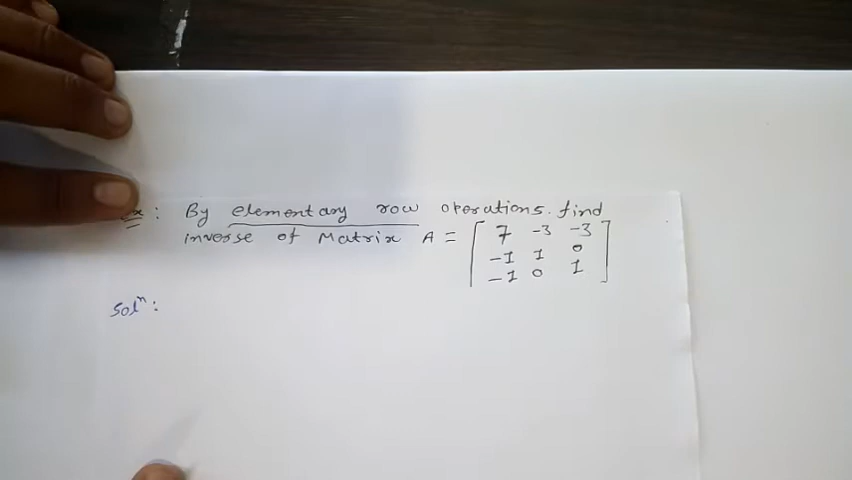 Ex: By elementary row operations. find
inverse of Matrix A = [ 7 -3 -3
-1 1 0
-1 0 1 ]
Solⁿ: